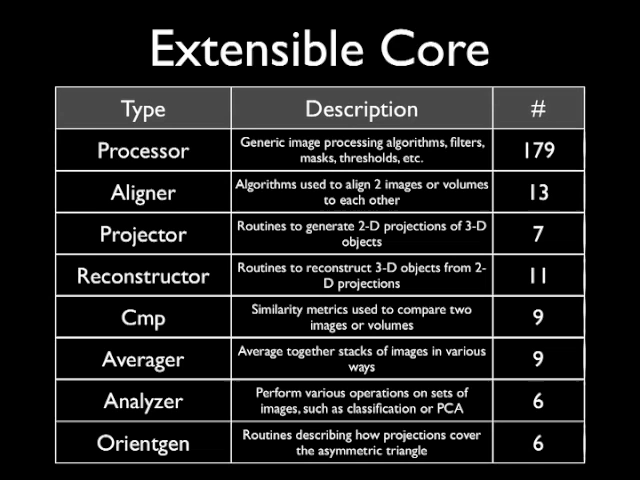 Extensible Core
Type Description #
Processor Generic image processing algorithms, filters, masks, thresholds, etc. 179
Aligner Algorithms used to align 2 images or volumes to each other 13
Projector Routines to generate 2-D projections of 3-D objects 7
Reconstructor Routines to reconstruct 3-D objects from 2-D projections 11
Cmp Similarity metrics used to compare two images or volumes 9
Averager Average together stacks of images in various ways 9
Analyzer Perform various operations on sets of images, such as classification or PCA 6
Orientgen Routines describing how projections cover the asymmetric triangle 6